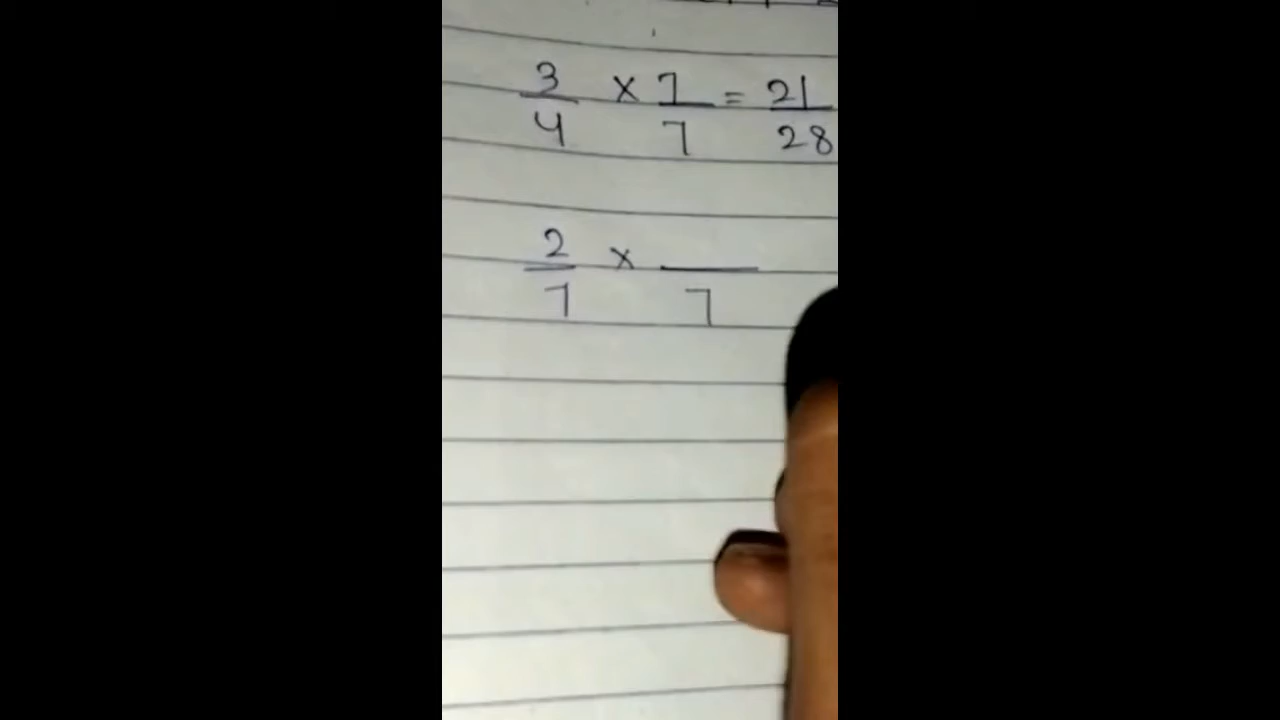 3/4 × 7/7 = 21/28
2/7 × __/7